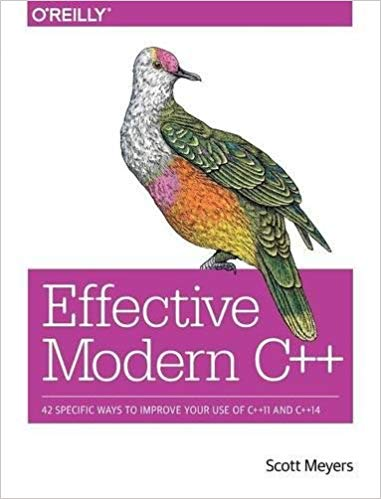 O'REILLY®
Effective
Modern C++
42 SPECIFIC WAYS TO IMPROVE YOUR USE OF C++11 AND C++14
Scott Meyers